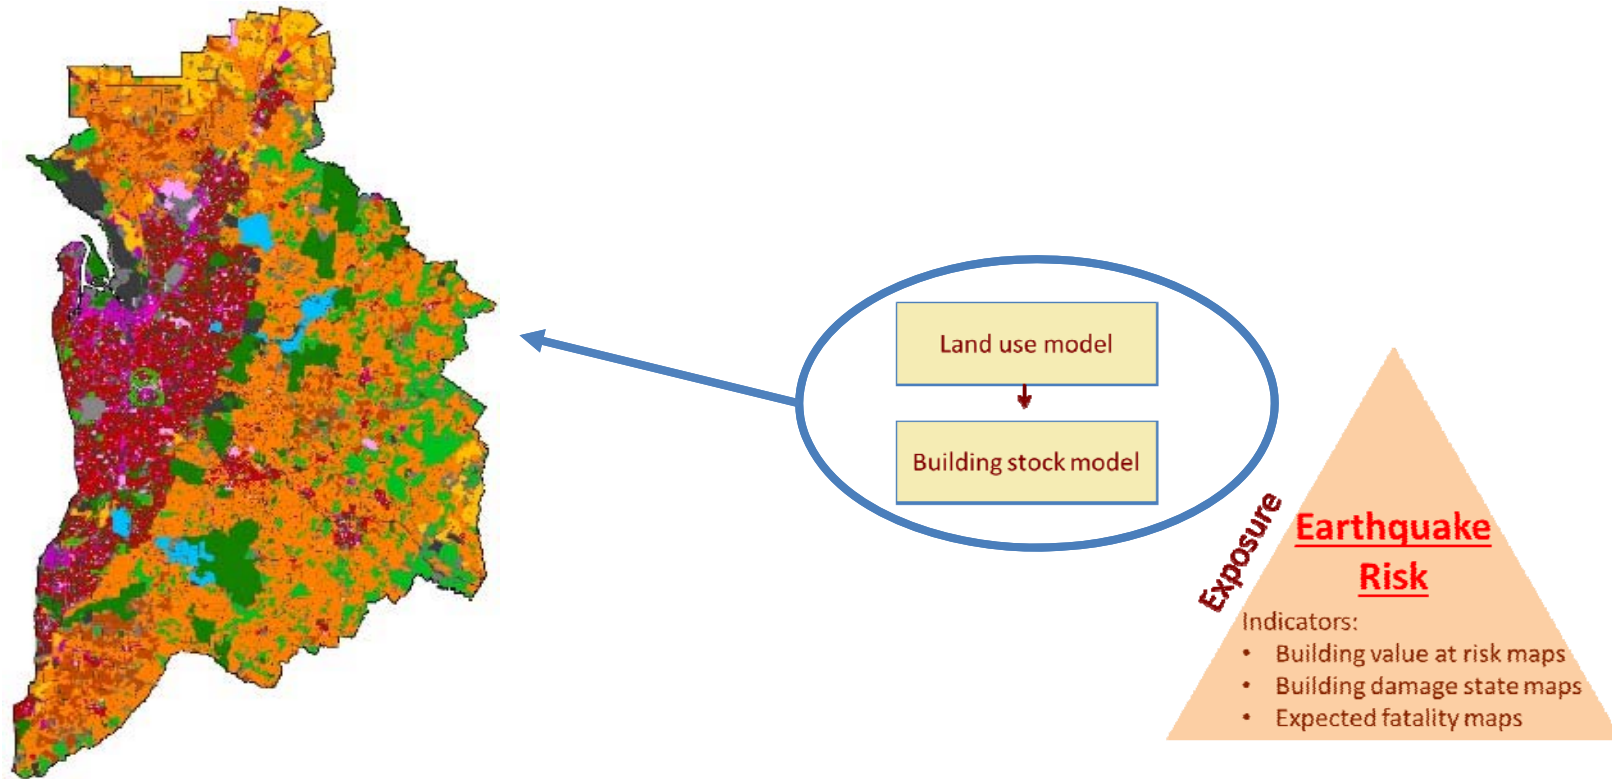 Land use model
Building stock model
Exposure
Earthquake
Risk
Indicators:
• Building value at risk maps
• Building damage state maps
• Expected fatality maps